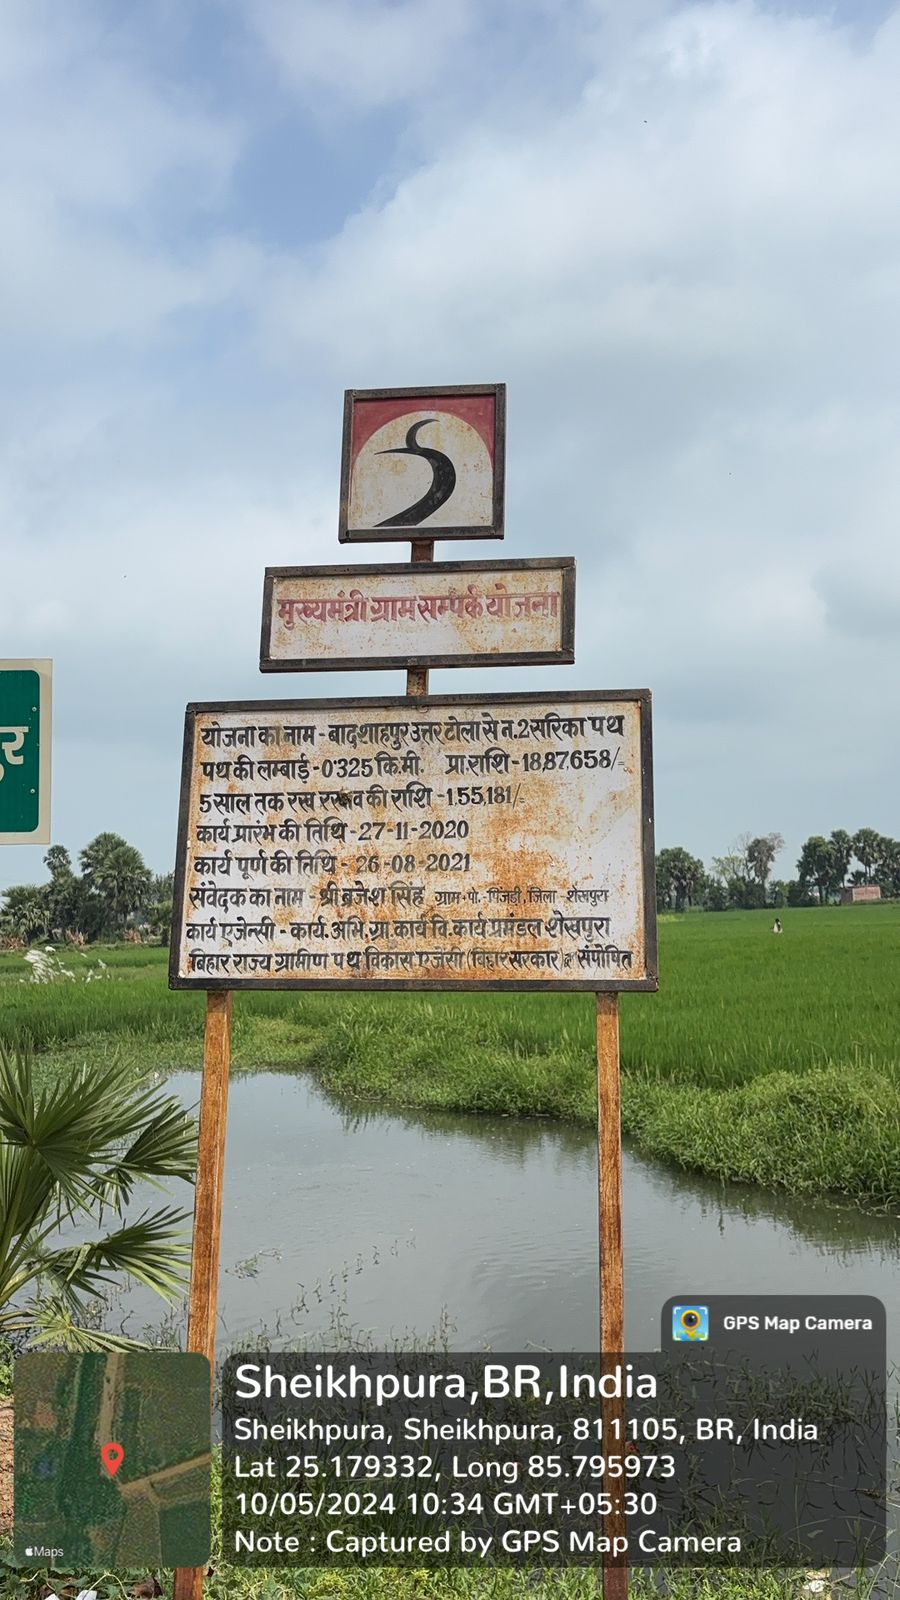 मुख्यमंत्री ग्राम सम्पर्क योजना
योजना का नाम - बादशाहपुर उत्तर टोला से न.2 सरिका पथ
पथ की लम्बाई - 0.325 कि.मी. प्रा.राशि - 18,87,658/=
5 साल तक रख रखाव की राशि - 1,55,181/=
कार्य प्रारंभ की तिथि - 27-11-2020
कार्य पूर्ण की तिथि - 26-08-2021
संवेदक का नाम - श्री ब्रजेश सिंह ग्राम+पो.- पिंजड़ी, जिला - शेखपुरा
कार्य एजेन्सी - कार्य. अभि. ग्रा. कार्य वि. कार्य प्रमंडल शेखपुरा
बिहार राज्य ग्रामीण पथ विकास एजेंसी (बिहार सरकार) संपोषित
पुर
GPS Map Camera
Sheikhpura,BR,India
Sheikhpura, Sheikhpura, 811105, BR, India
Lat 25.179332, Long 85.795973
10/05/2024 10:34 GMT+05:30
Note : Captured by GPS Map Camera
Maps